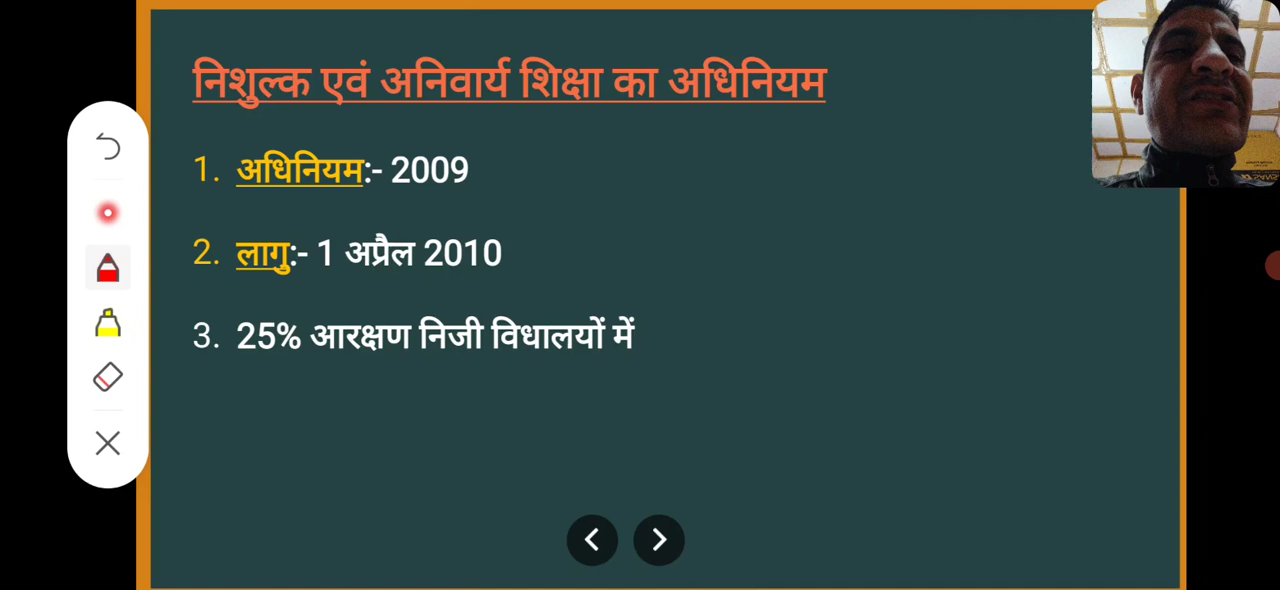 निशुल्क एवं अनिवार्य शिक्षा का अधिनियम
1. अधिनियम:- 2009
2. लागु:- 1 अप्रैल 2010
3. 25% आरक्षण निजी विधालयों में